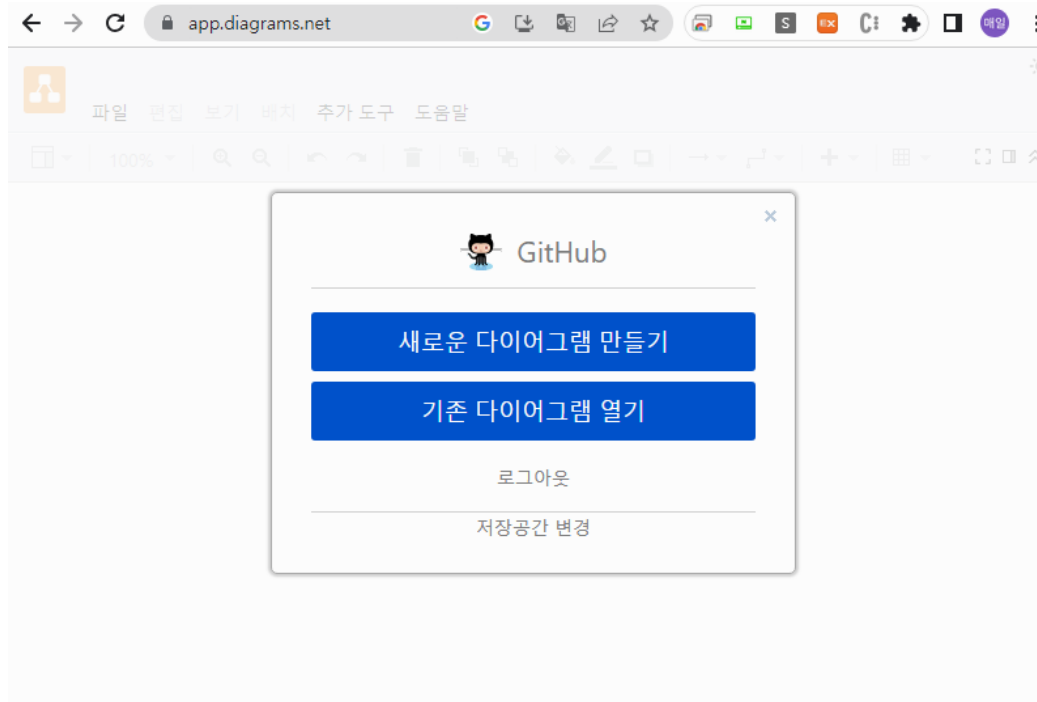 app.diagrams.net
매일
파일 편집 보기 배치 추가 도구 도움말
100%
GitHub
새로운 다이어그램 만들기
기존 다이어그램 열기
로그아웃
저장공간 변경